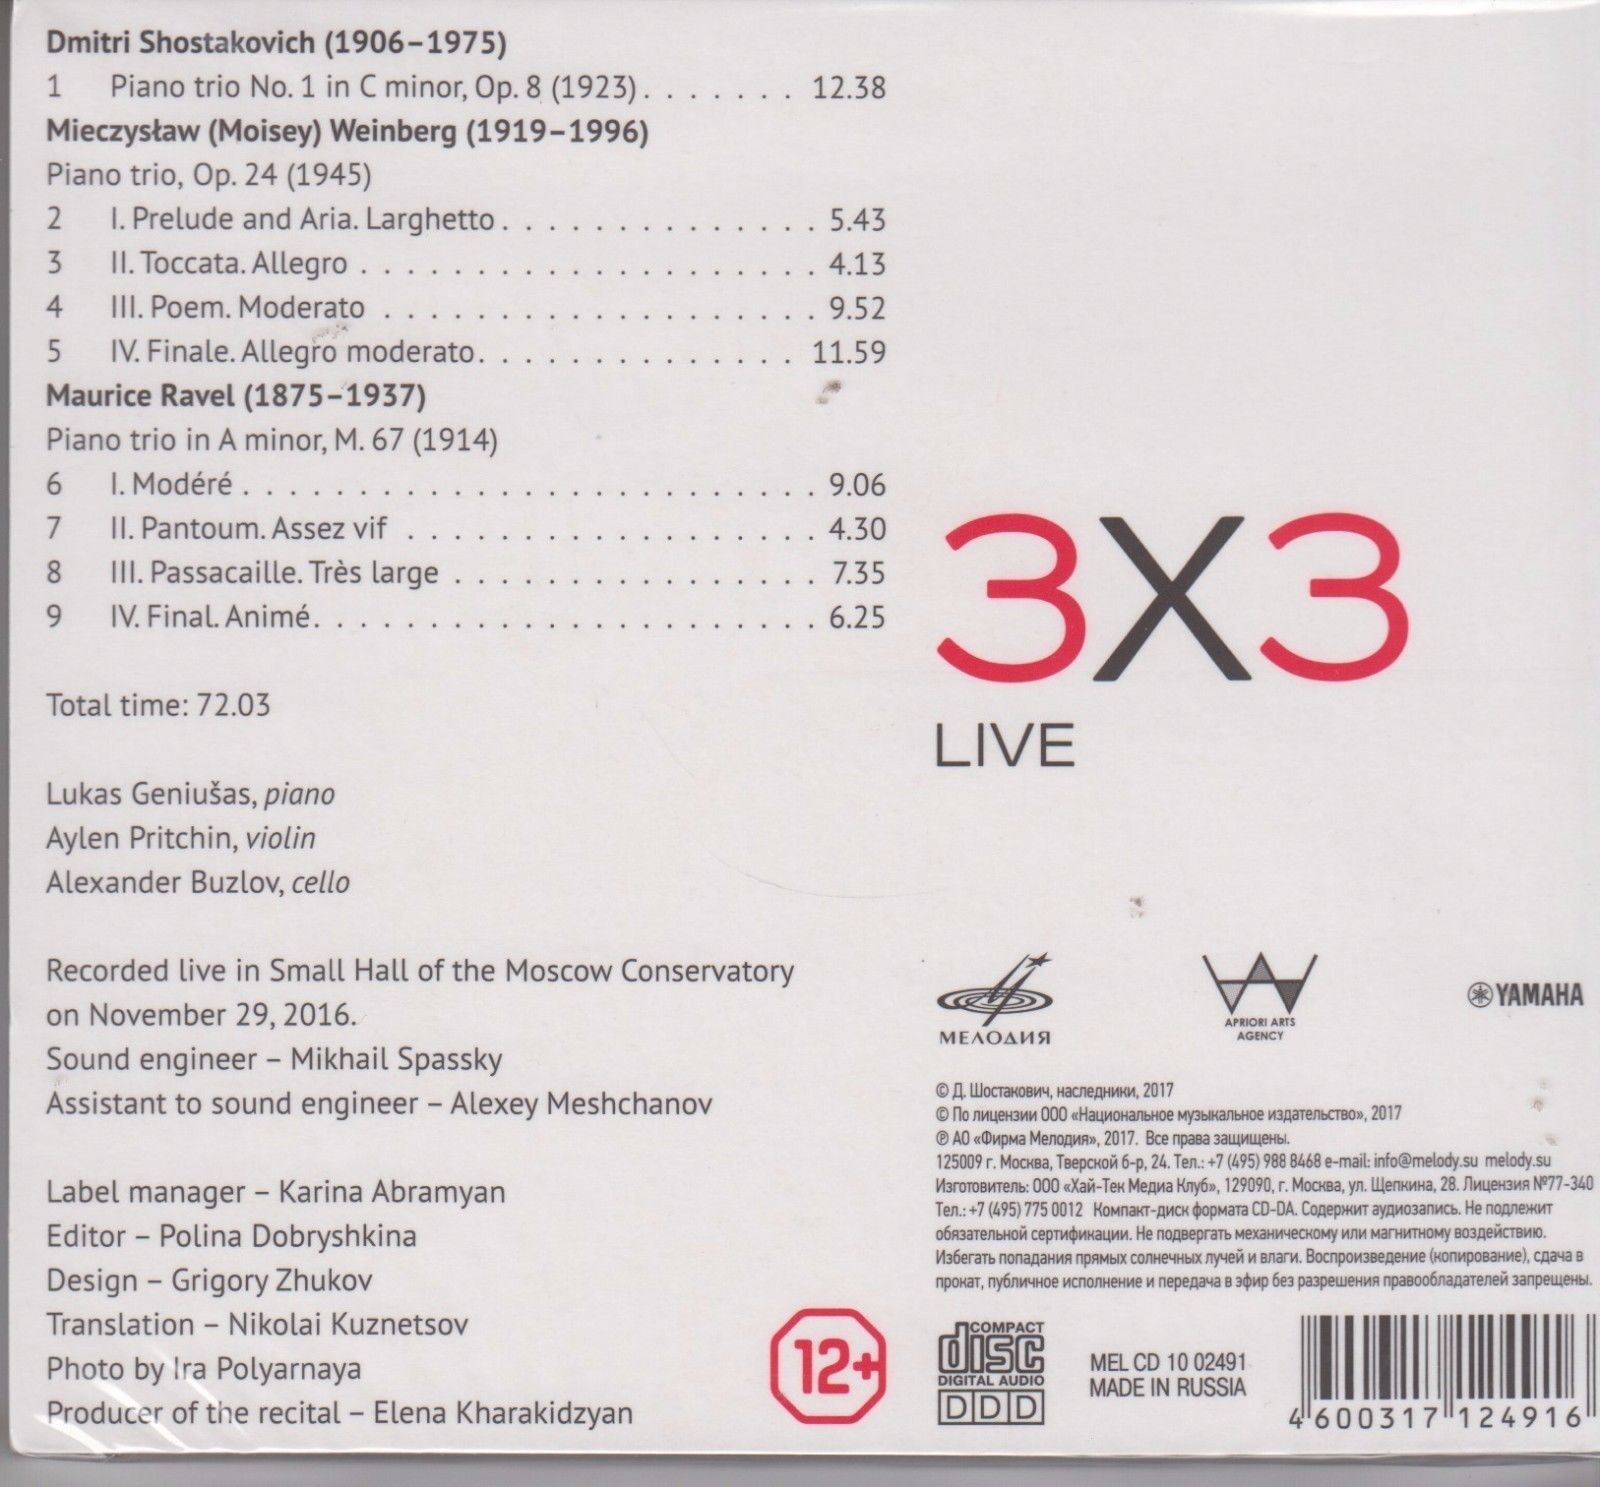 Dmitri Shostakovich (1906–1975)
1 Piano trio No. 1 in C minor, Op. 8 (1923) . . . . . . . 12.38
Mieczysław (Moisey) Weinberg (1919–1996)
Piano trio, Op. 24 (1945)
2 I. Prelude and Aria. Larghetto . . . . . . . . . . . . . . 5.43
3 II. Toccata. Allegro . . . . . . . . . . . . . . . . . . . 4.13
4 III. Poem. Moderato . . . . . . . . . . . . . . . . . . . 9.52
5 IV. Finale. Allegro moderato. . . . . . . . . . . . . . . 11.59
Maurice Ravel (1875–1937)
Piano trio in A minor, M. 67 (1914)
6 I. Modéré . . . . . . . . . . . . . . . . . . . . . . . . 9.06
7 II. Pantoum. Assez vif . . . . . . . . . . . . . . . . . . 4.30
8 III. Passacaille. Très large . . . . . . . . . . . . . . . . 7.35
9 IV. Final. Animé. . . . . . . . . . . . . . . . . . . . . . 6.25
Total time: 72.03
Lukas Geniušas, piano
Aylen Pritchin, violin
Alexander Buzlov, cello
Recorded live in Small Hall of the Moscow Conservatory
on November 29, 2016.
Sound engineer – Mikhail Spassky
Assistant to sound engineer – Alexey Meshchanov
Label manager – Karina Abramyan
Editor – Polina Dobryshkina
Design – Grigory Zhukov
Translation – Nikolai Kuznetsov
Photo by Ira Polyarnaya
Producer of the recital – Elena Kharakidzyan
12+
3X3
LIVE
МЕЛОДИЯ
APRIORI ARTS
AGENCY
YAMAHA
© Д. Шостакович, наследники, 2017
© По лицензии ООО «Национальное музыкальное издательство», 2017
℗ АО «Фирма Мелодия», 2017. Все права защищены.
125009 г. Москва, Тверской б-р, 24. Тел.: +7 (495) 988 8468 e-mail: info@melody.su melody.su
Изготовитель: ООО «Хай-Тек Медиа Клуб», 129090, г. Москва, ул. Щепкина, 28. Лицензия №77-340
Тел.: +7 (495) 775 0012 Компакт-диск формата CD-DA. Содержит аудиозапись. Не подлежит
обязательной сертификации. Не подвергать механическому или магнитному воздействию.
Избегать попадания прямых солнечных лучей и влаги. Воспроизведение (копирование), сдача в
прокат, публичное исполнение и передача в эфир без разрешения правообладателей запрещены.
COMPACT
disc
DIGITAL AUDIO
DDD
MEL CD 10 02491
MADE IN RUSSIA
4 600317 124916